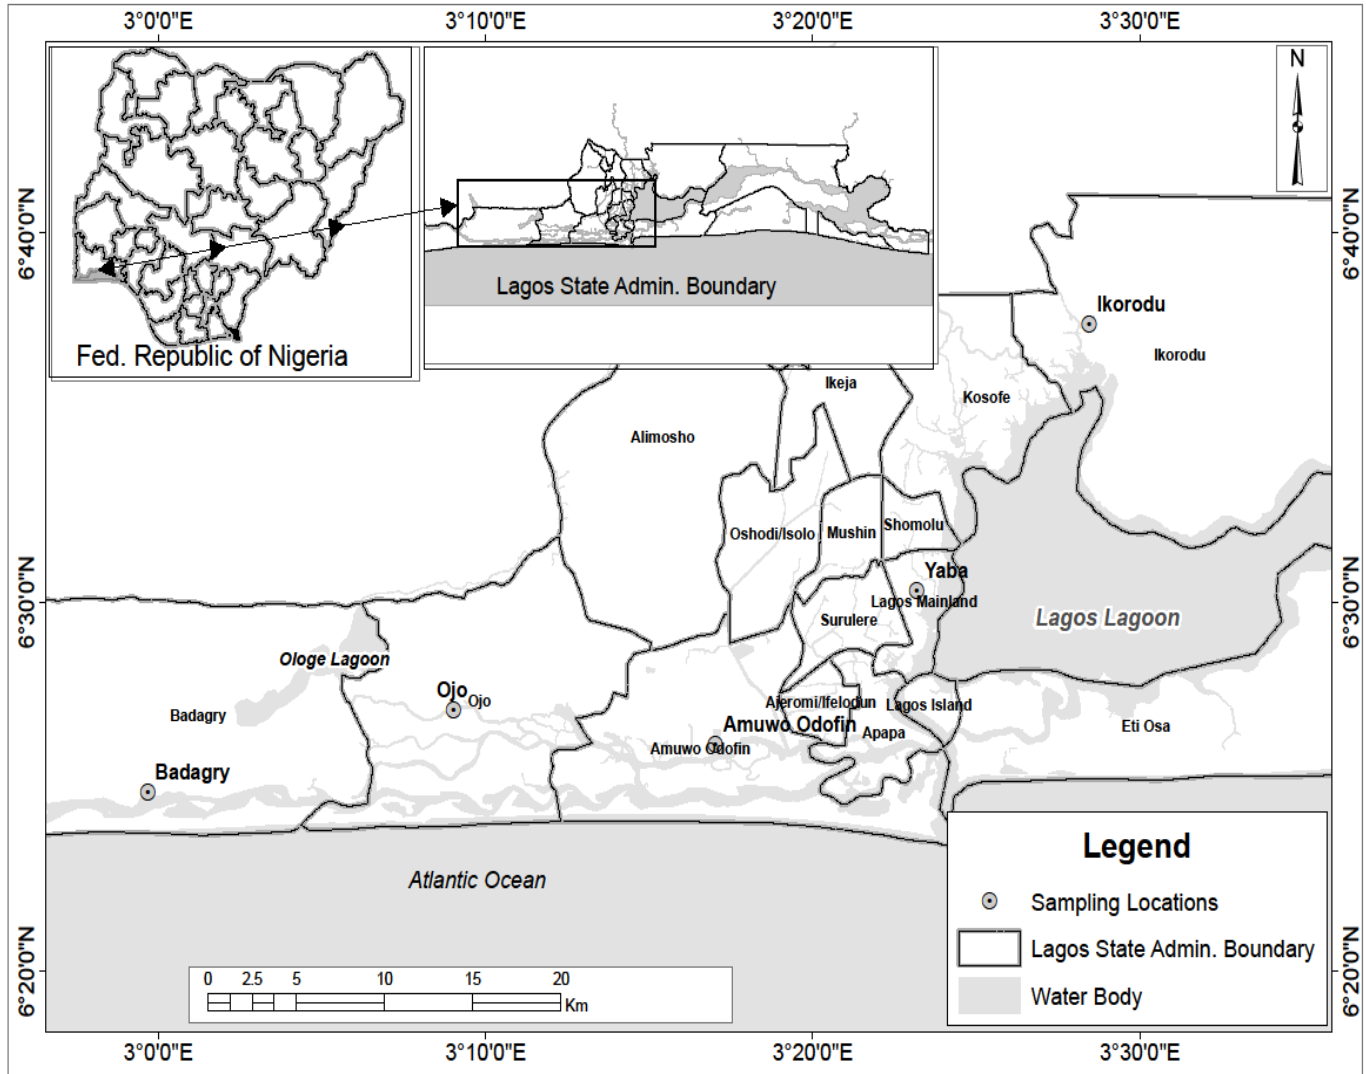 3°0'0"E
3°10'0"E
3°20'0"E
3°30'0"E
N
6°40'0"N
6°40'0"N
Lagos State Admin. Boundary
Fed. Republic of Nigeria
Ikorodu
Ikorodu
Ikeja
Kosofe
Alimosho
Oshodi/Isolo
Mushin
Shomolu
Yaba
Lagos Mainland
6°30'0"N
6°30'0"N
Surulere
Lagos Lagoon
Ologe Lagoon
Ojo
Ojo
Badagry
Ajeromi/Ifelodun
Lagos Island
Amuwo Odofin
Apapa
Eti Osa
Amuwo Odofin
Badagry
Atlantic Ocean
Legend
Sampling Locations
Lagos State Admin. Boundary
Water Body
6°20'0"N
6°20'0"N
0 2.5 5 10 15 20
Km
3°0'0"E
3°10'0"E
3°20'0"E
3°30'0"E